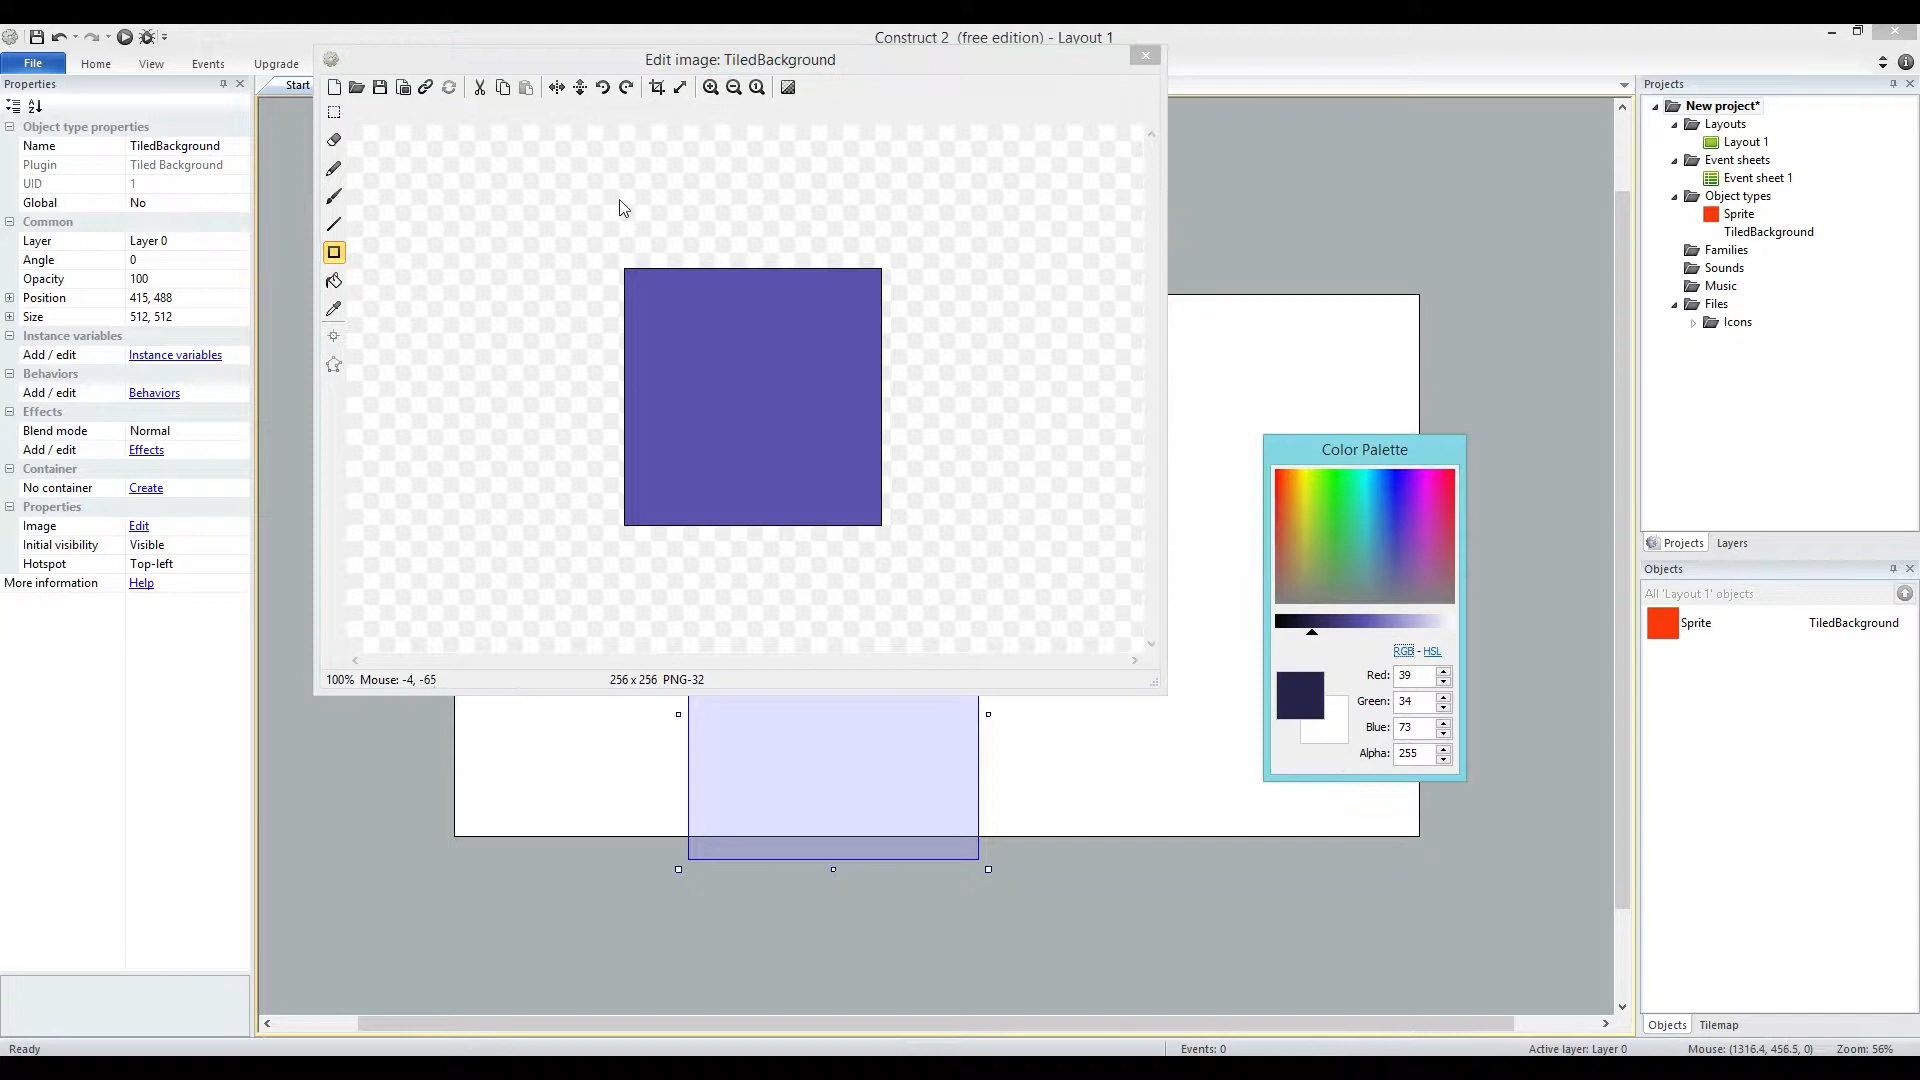 Construct 2 (free edition) - Layout 1
File
Home
View
Events
Upgrade
Start
Properties
Object type properties
Name TiledBackground
Plugin Tiled Background
UID 1
Global No
Common
Layer Layer 0
Angle 0
Opacity 100
Position 415, 488
Size 512, 512
Instance variables
Add / edit Instance variables
Behaviors
Add / edit Behaviors
Effects
Blend mode Normal
Add / edit Effects
Container
No container Create
Properties
Image Edit
Initial visibility Visible
Hotspot Top-left
More information Help
Edit image: TiledBackground
100% Mouse: -4, -65
256 x 256 PNG-32
Color Palette
RGB - HSL
Red: 39
Green: 34
Blue: 73
Alpha: 255
Projects
New project*
Layouts
Layout 1
Event sheets
Event sheet 1
Object types
Sprite
TiledBackground
Families
Sounds
Music
Files
Icons
Projects
Layers
Objects
All 'Layout 1' objects
Sprite
TiledBackground
Objects
Tilemap
Ready
Events: 0
Active layer: Layer 0
Mouse: (1316.4, 456.5, 0)
Zoom: 56%